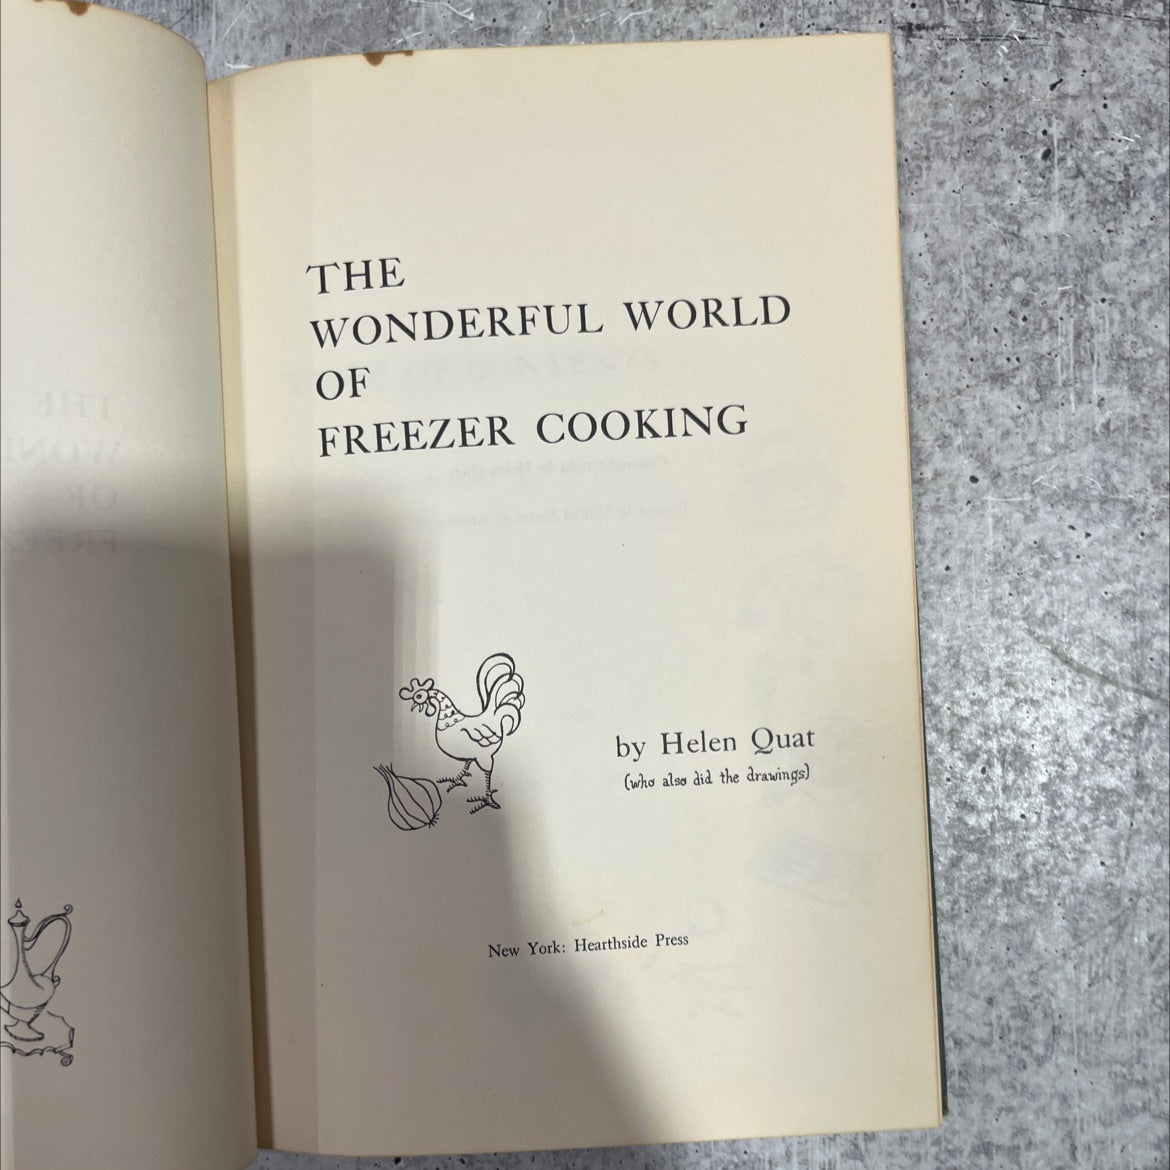 THE
WONDERFUL WORLD
OF
FREEZER COOKING
by Helen Quat
(who also did the drawings)
New York: Hearthside Press